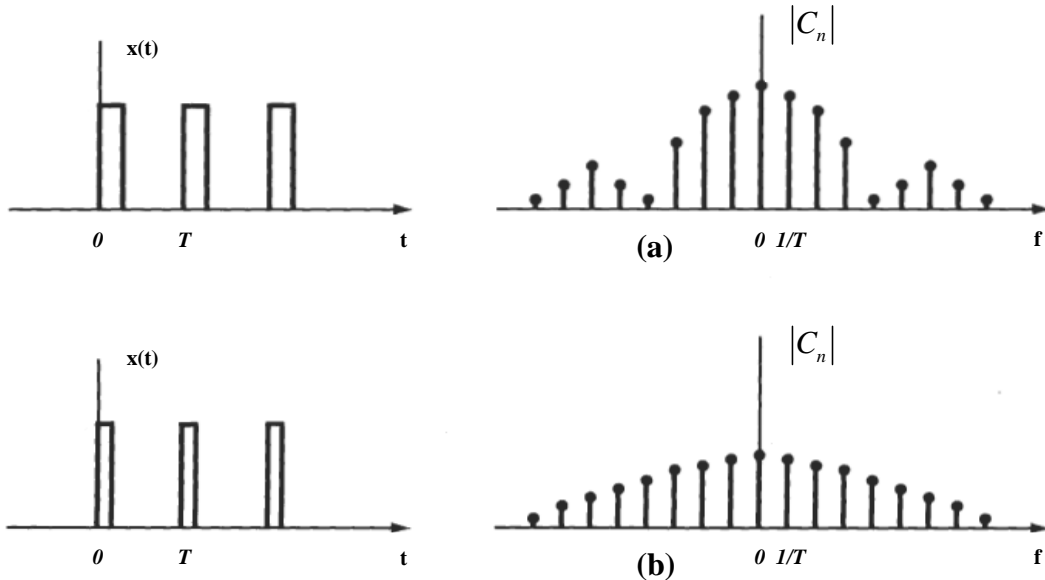 x(t)
|C_n|
0 T t
0 1/T f
(a)
x(t)
|C_n|
0 T t
0 1/T f
(b)